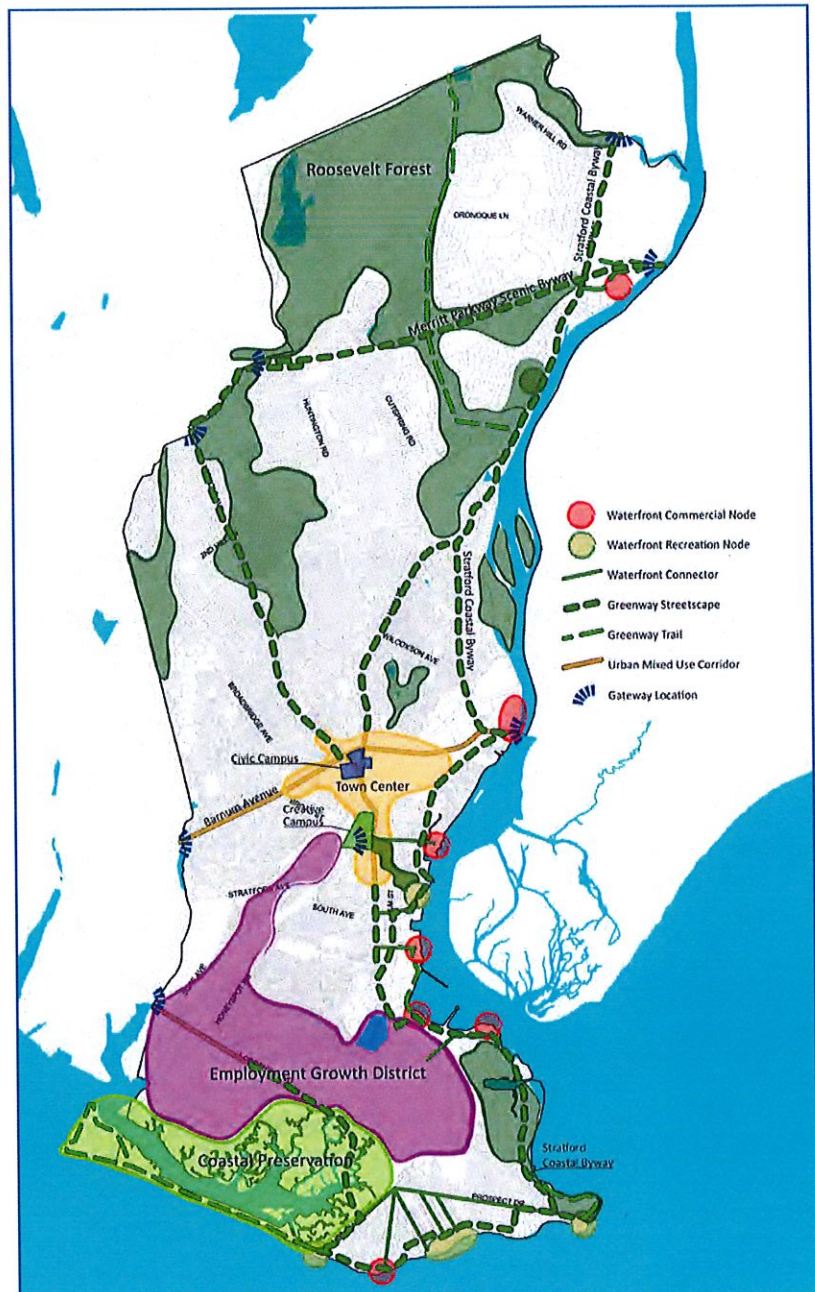 WARNER HILL RD
Roosevelt Forest
Stratford Coastal Byway
ORONOQUE LN
Merritt Parkway Scenic Byway
HUNTINGTON RD
CUTSPRING RD
Waterfront Commercial Node
Waterfront Recreation Node
Waterfront Connector
Greenway Streetscape
Greenway Trail
Urban Mixed Use Corridor
Gateway Location
Stratford Coastal Byway
WILCOXSON AVE
BROADBRIDGE AVE
Civic Campus
Town Center
Barnum Avenue
Creative
Campus
STRATFORD AVE
SOUTH AVE
Employment Growth District
Coastal Preservation
Stratford
Coastal Byway
PROSPECT DR